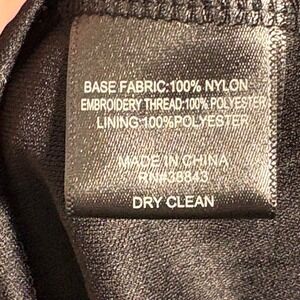 BASE FABRIC:100% NYLON
EMBROIDERY THREAD:100% POLYESTER
LINING:100%POLYESTER
MADE IN CHINA
RN#38843
DRY CLEAN